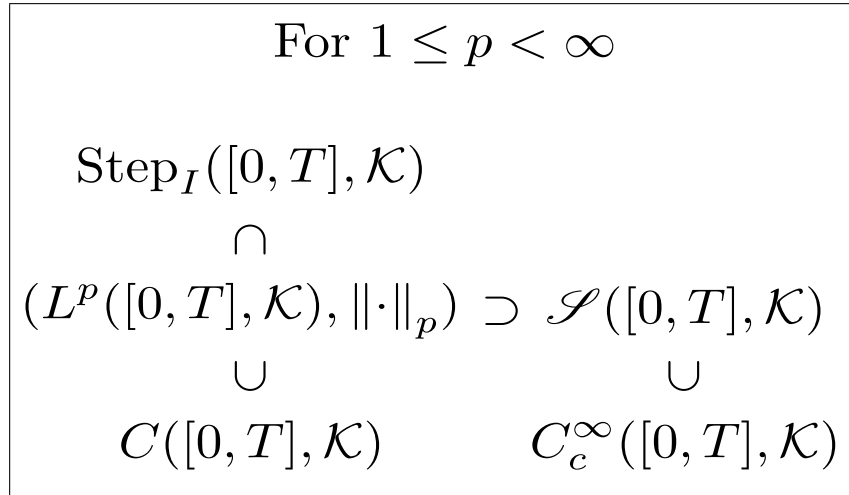 For 1 ≤ p < ∞
Step_I([0, T], 𝒦)
∩
(L^p([0, T], 𝒦), ‖·‖_p) ⊃ 𝒮([0, T], 𝒦)
∪ ∪
C([0, T], 𝒦) C_c^∞([0, T], 𝒦)